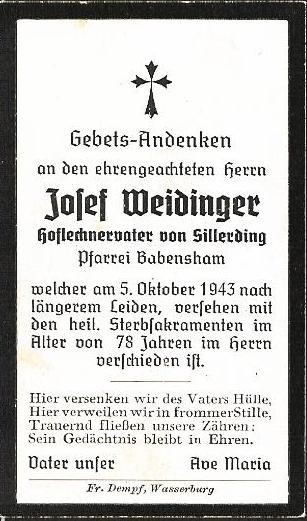 Gebets-Andenken
an den ehrengeachteten Herrn
Josef Weidinger
Hoflechnervater von Sillerding
Pfarrei Babensham
welcher am 5. Oktober 1943 nach
längerem Leiden, versehen mit
den heil. Sterbsakramenten im
Alter von 78 Jahren im Herrn
verschieden ist.
Hier versenken wir des Vaters Hülle,
Hier verweilen wir in frommer Stille,
Trauernd fließen unsere Zähren:
Sein Gedächtnis bleibt in Ehren.
Vater unser Ave Maria
Fr. Dempf, Wasserburg